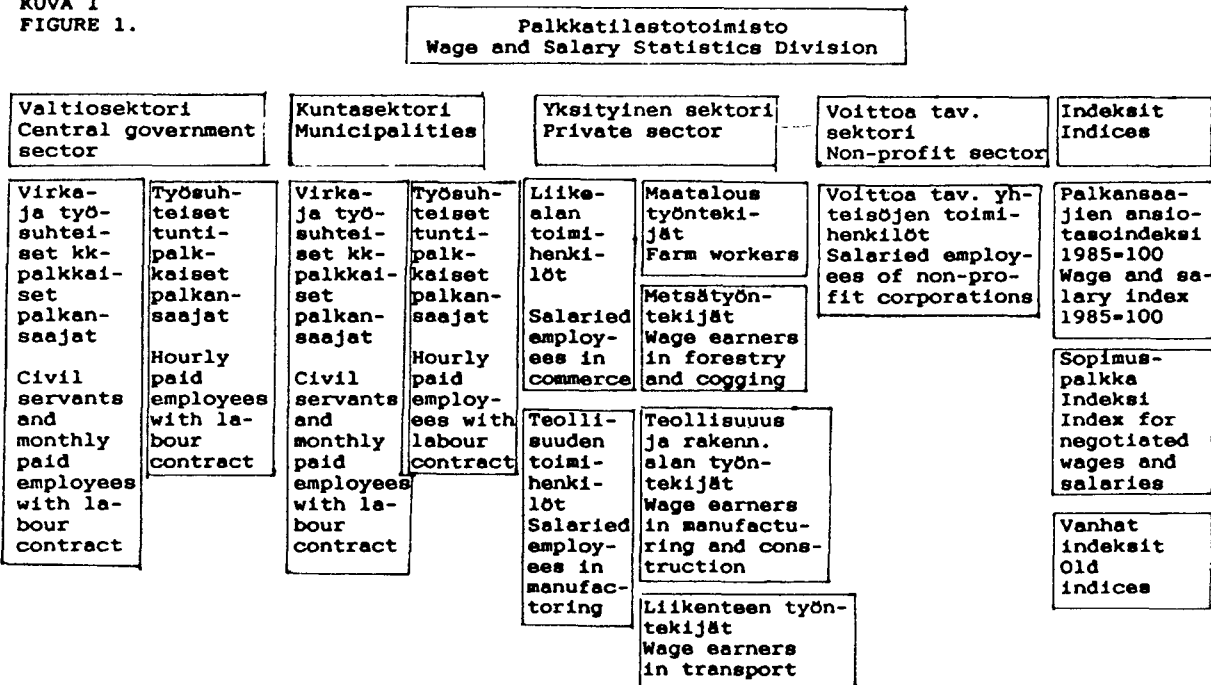 KUVA I
FIGURE 1.
Palkkatilastotoimisto
Wage and Salary Statistics Division
Valtiosektori
Central government
sector
Kuntasektori
Municipalities
Yksityinen sektori
Private sector
Voittoa tav.
sektori
Non-profit sector
Indeksit
Indices
Virka-
ja työ-
suhtei-
set kk-
palkkai-
set
palkan-
saajat
Civil
servants
and
monthly
paid
employees
with la-
bour
contract
Työsuh-
teiset
tunti-
palk-
kaiset
palkan-
saajat
Hourly
paid
employees
with la-
bour
contract
Virka-
ja työ-
suhtei-
set kk-
palkkai-
set
palkan-
saajat
Civil
servants
and
monthly
paid
employees
with la-
bour
contract
Työsuh-
teiset
tunti-
palk-
kaiset
palkan-
saajat
Hourly
paid
employ-
ees with
labour
contract
Liike-
alan
toimi-
henki-
löt
Salaried
employ-
ees in
commerce
Teolli-
suuden
toimi-
henki-
löt
Salaried
employ-
ees in
manufac-
toring
Maatalous
työnteki-
jät
Farm workers
Metsätyön-
tekijät
Wage earners
in forestry
and cogging
Teollisuuus
ja rakenn.
alan työn-
tekijät
Wage earners
in manufactu-
ring and cons-
truction
Liikenteen työn-
tekijät
Wage earners
in transport
Voittoa tav. yh-
teisöjen toimi-
henkilöt
Salaried employ-
ees of non-pro-
fit corporations
Palkansaa-
jien ansio-
tasoindeksi
1985=100
Wage and sa-
lary index
1985=100
Sopimus-
palkka
Indeksi
Index for
negotiated
wages and
salaries
Vanhat
indeksit
Old
indices